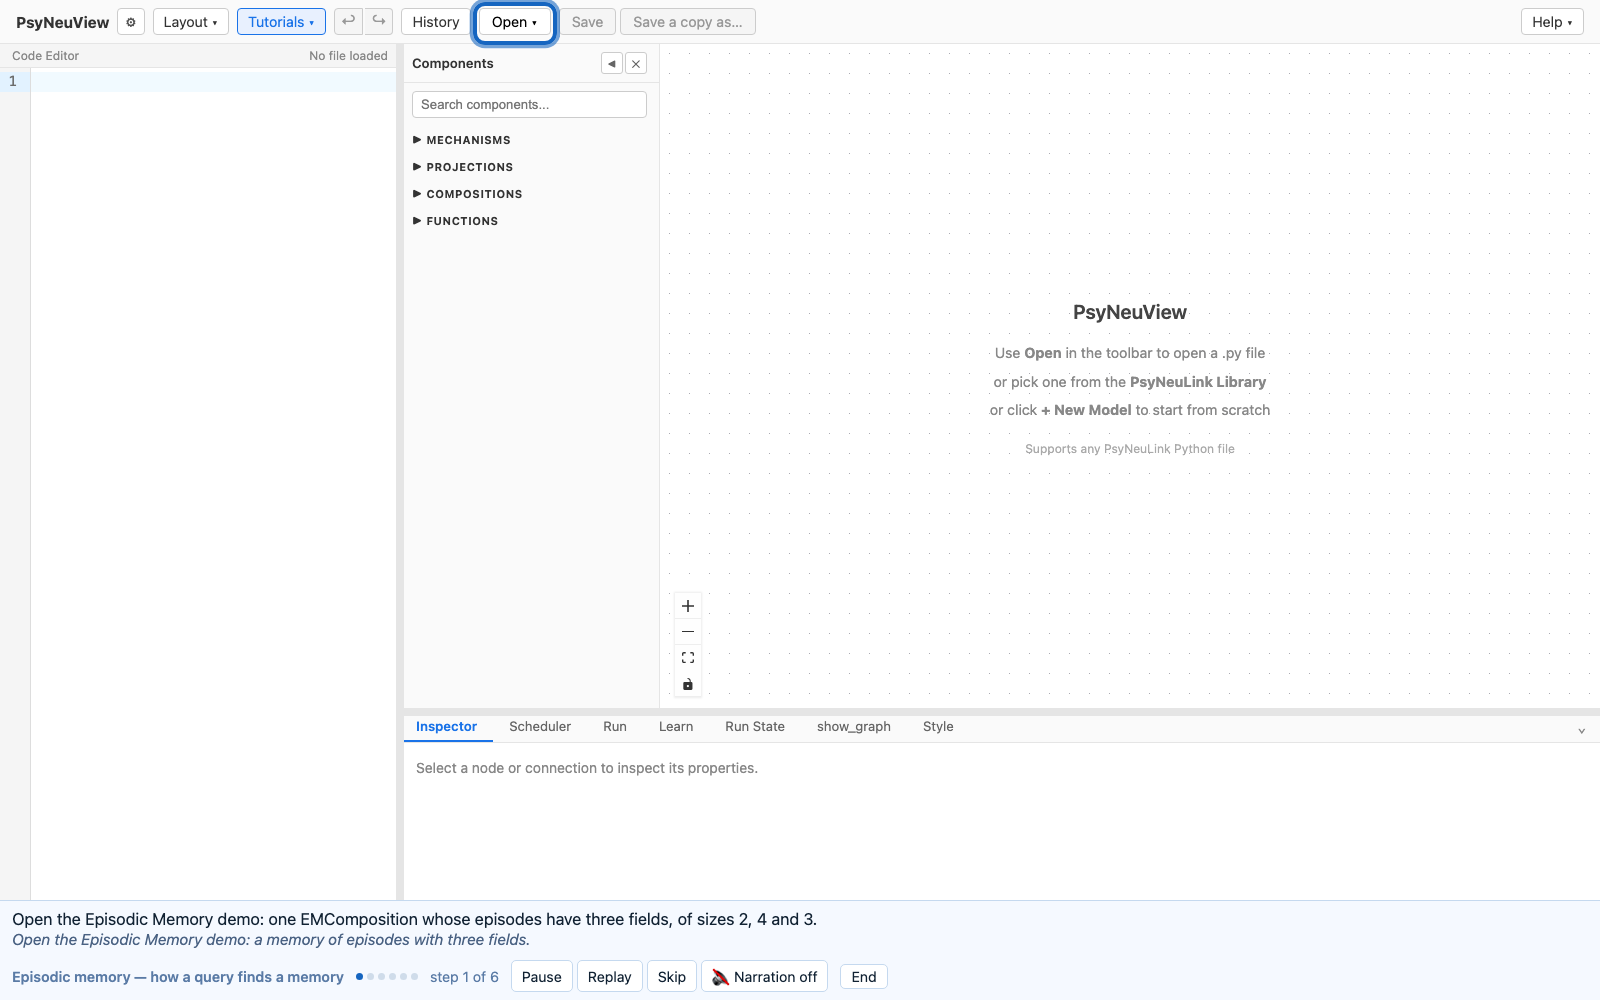 PsyNeuView
Layout ▾
Tutorials ▾
History
Open ▾
Save
Save a copy as...
Help ▾
Code Editor
No file loaded
1
Components
Search components...
MECHANISMS
PROJECTIONS
COMPOSITIONS
FUNCTIONS
PsyNeuView
Use Open in the toolbar to open a .py file
or pick one from the PsyNeuLink Library
or click + New Model to start from scratch
Supports any PsyNeuLink Python file
Inspector
Scheduler
Run
Learn
Run State
show_graph
Style
Select a node or connection to inspect its properties.
Open the Episodic Memory demo: one EMComposition whose episodes have three fields, of sizes 2, 4 and 3.
Open the Episodic Memory demo: a memory of episodes with three fields.
Episodic memory — how a query finds a memory
step 1 of 6
Pause
Replay
Skip
Narration off
End